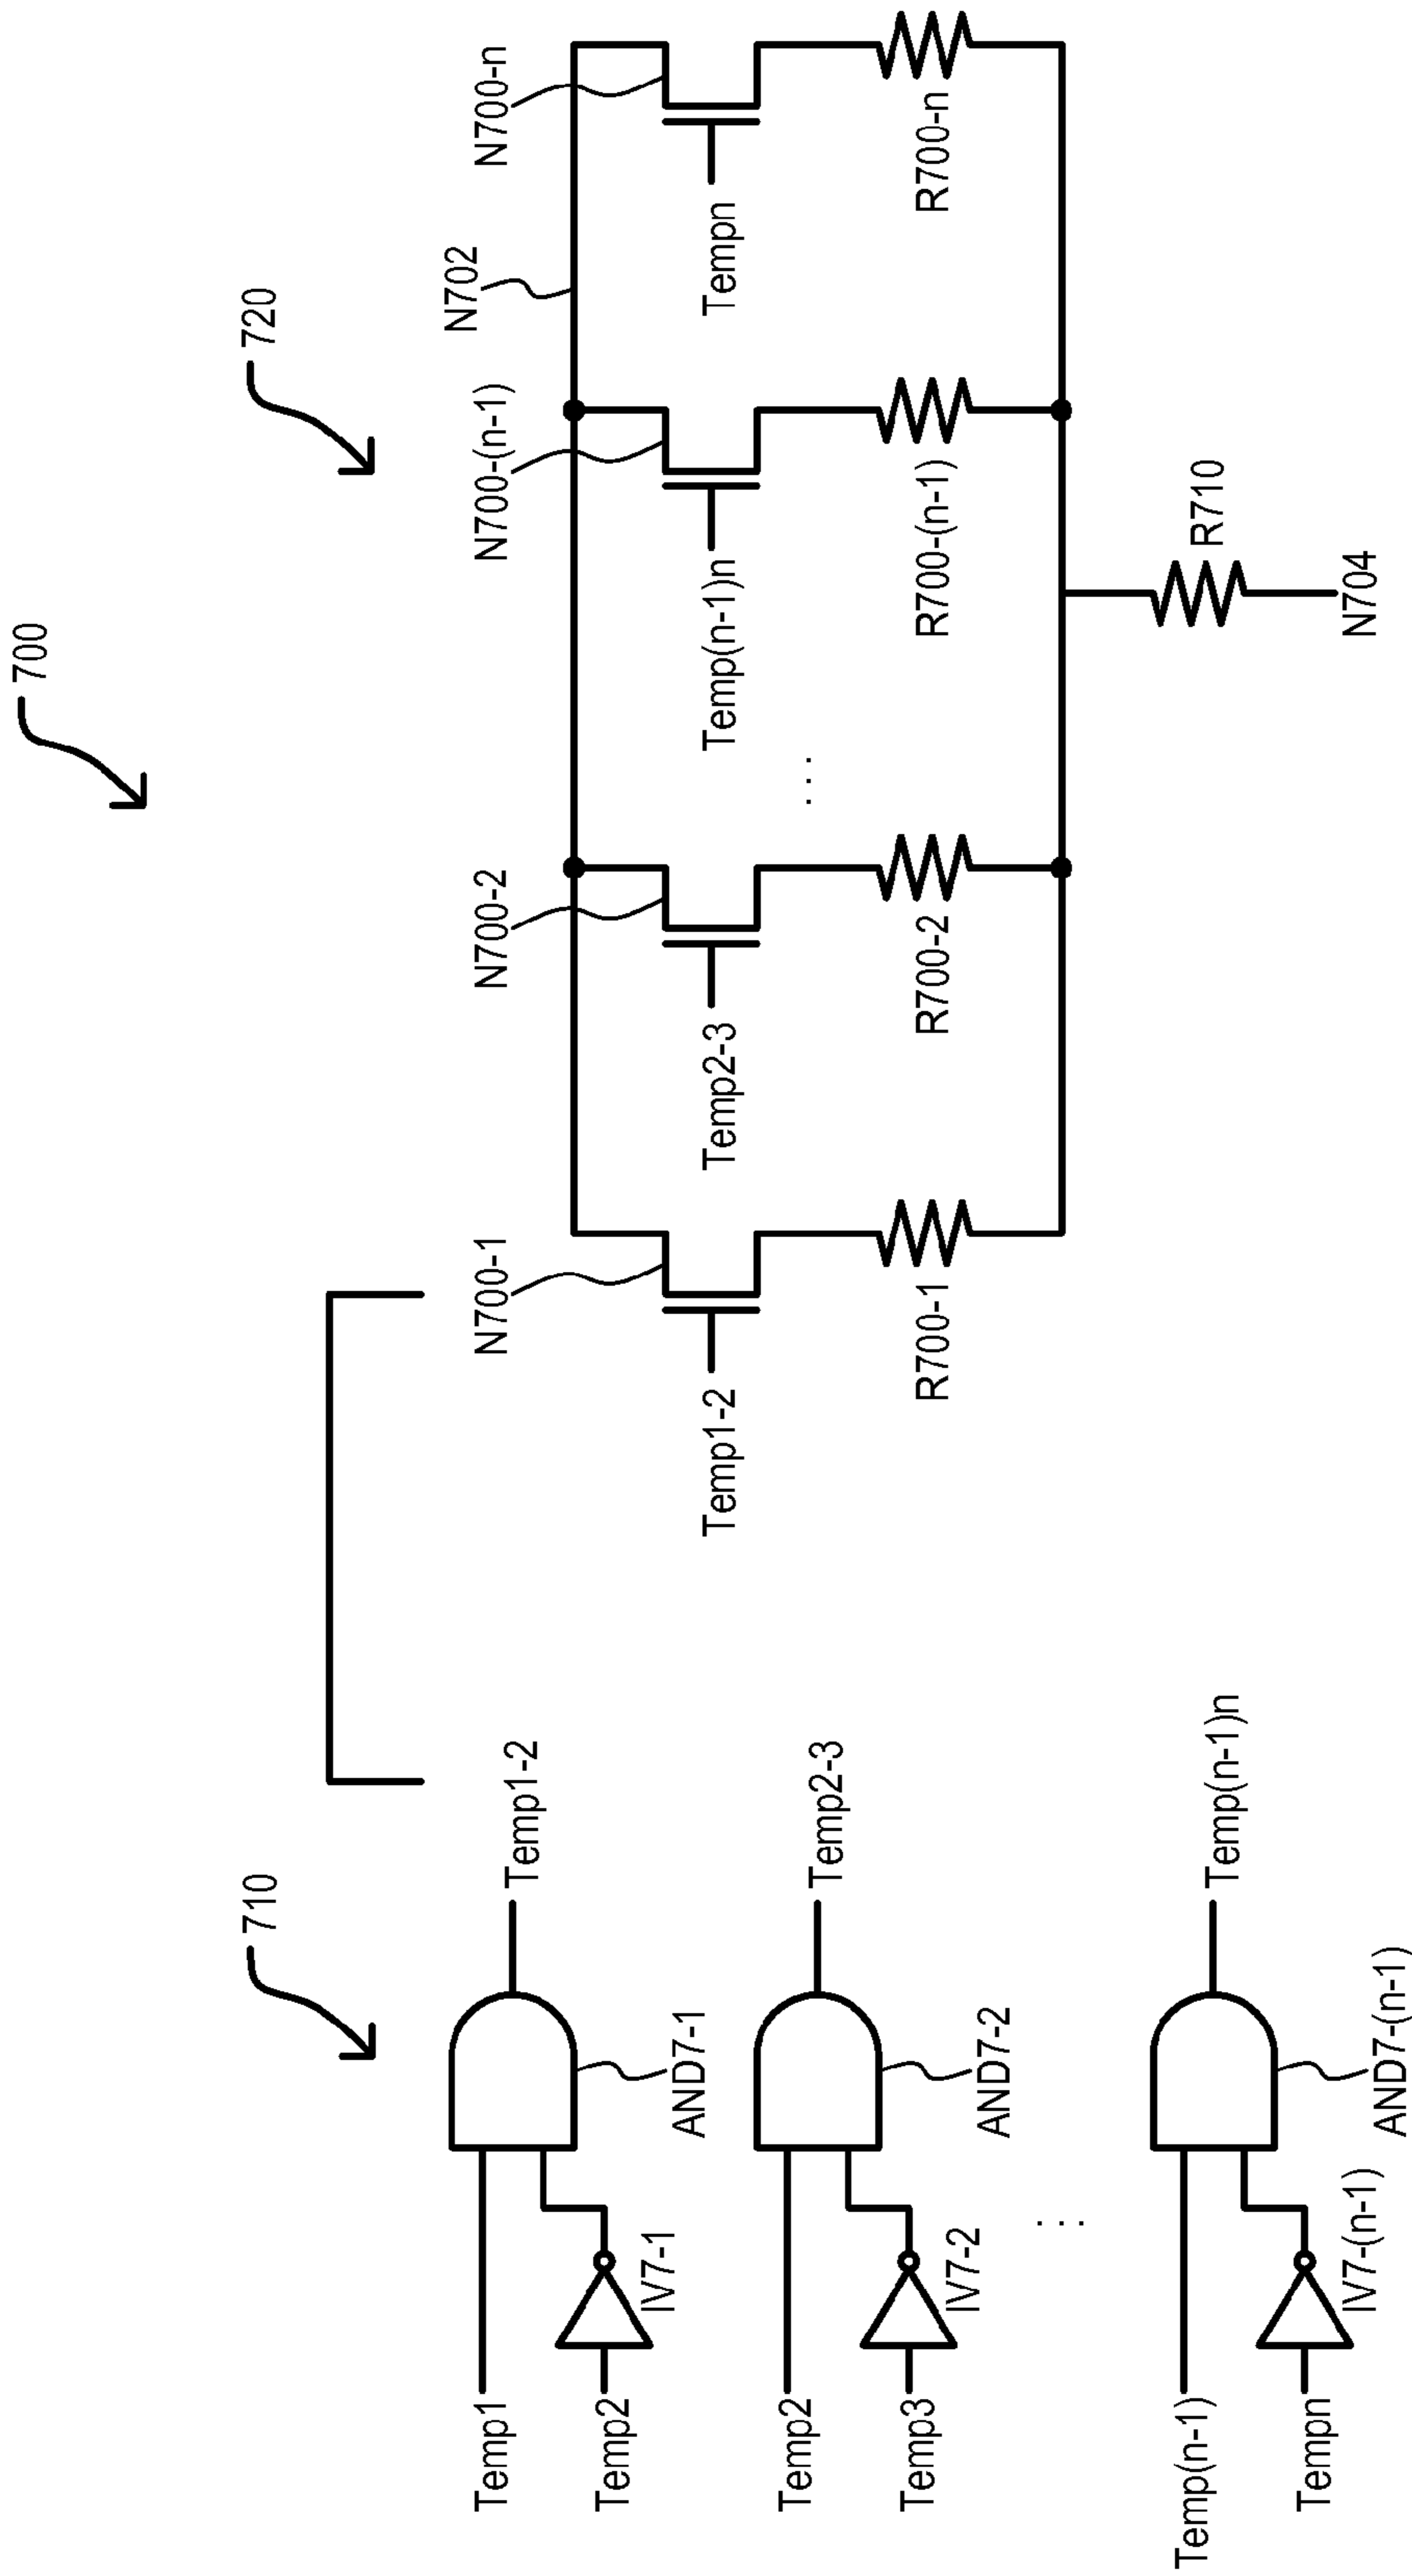 700
710
720
Temp1
Temp2
IV7-1
AND7-1
Temp1-2
Temp2
Temp3
IV7-2
AND7-2
Temp2-3
. . .
Temp(n-1)
Tempn
IV7-(n-1)
AND7-(n-1)
Temp(n-1)n
N702
N700-1
N700-2
N700-(n-1)
N700-n
Temp1-2
Temp2-3
Temp(n-1)n
Tempn
. . .
R700-1
R700-2
R700-(n-1)
R700-n
R710
N704